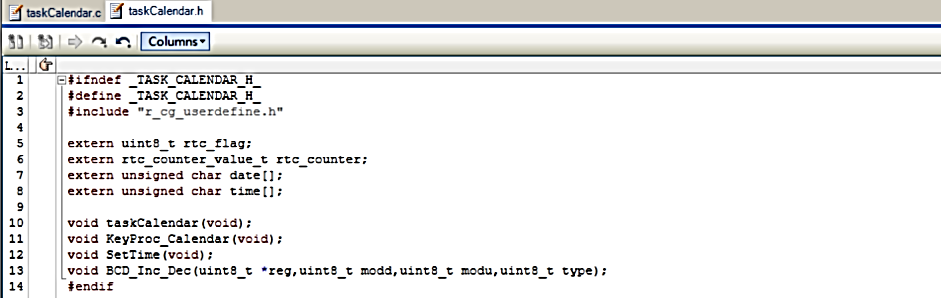 taskCalendar.c taskCalendar.h
Columns
L...
1 #ifndef _TASK_CALENDAR_H_
2 #define _TASK_CALENDAR_H_
3 #include "r_cg_userdefine.h"
4
5 extern uint8_t rtc_flag;
6 extern rtc_counter_value_t rtc_counter;
7 extern unsigned char date[];
8 extern unsigned char time[];
9
10 void taskCalendar(void);
11 void KeyProc_Calendar(void);
12 void SetTime(void);
13 void BCD_Inc_Dec(uint8_t *reg,uint8_t modd,uint8_t modu,uint8_t type);
14 #endif